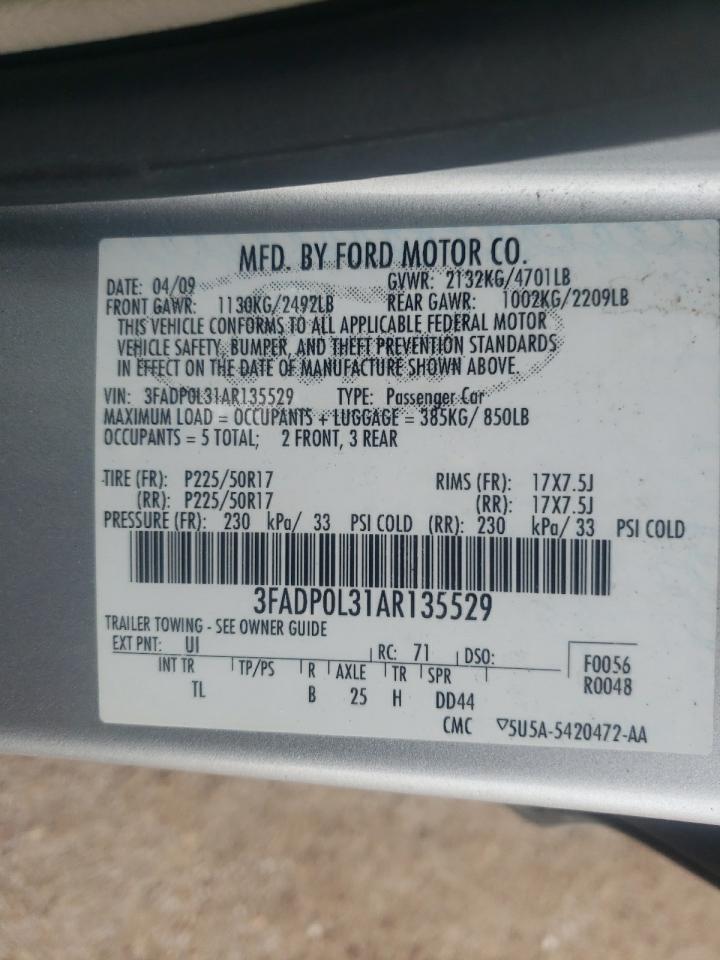 MFD. BY FORD MOTOR CO.
DATE: 04/09 GVWR: 2132KG/4701LB
FRONT GAWR: 1130KG/2492LB REAR GAWR: 1002KG/2209LB
THIS VEHICLE CONFORMS TO ALL APPLICABLE FEDERAL MOTOR
VEHICLE SAFETY, BUMPER, AND THEFT PREVENTION STANDARDS
IN EFFECT ON THE DATE OF MANUFACTURE SHOWN ABOVE.
VIN: 3FADP0L31AR135529 TYPE: Passenger Car
MAXIMUM LOAD = OCCUPANTS + LUGGAGE = 385KG/ 850LB
OCCUPANTS = 5 TOTAL; 2 FRONT, 3 REAR
TIRE (FR): P225/50R17 RIMS (FR): 17X7.5J
(RR): P225/50R17 (RR): 17X7.5J
PRESSURE (FR): 230 kPa/ 33 PSI COLD (RR): 230 kPa/ 33 PSI COLD
3FADP0L31AR135529
TRAILER TOWING - SEE OWNER GUIDE
EXT PNT: UI RC: 71 DSO: F0056
INT TR TP/PS R AXLE TR SPR R0048
TL B 25 H DD44
CMC ▽5U5A-5420472-AA